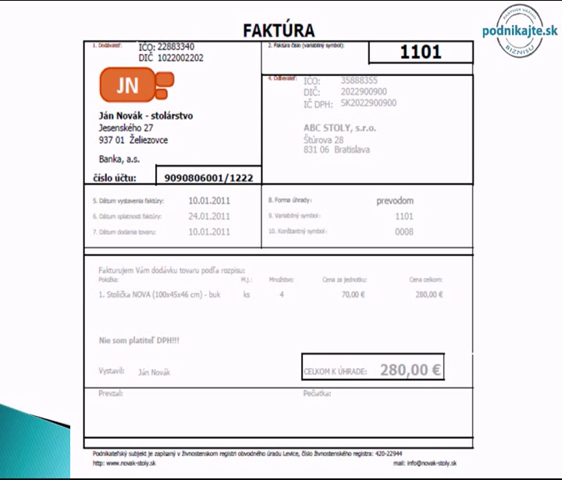 FAKTÚRA
podnikajte.sk
1. Dodávateľ: IČO: 22883340
DIČ 1022002202
JN
Ján Novák - stolárstvo
Jesenského 27
937 01 Želiezovce
Banka, a.s.
číslo účtu: 9090806001/1222
2. Faktúra číslo (variabilný symbol): 1101
4. Odberateľ: IČO: 35888355
DIČ: 2022900900
IČ DPH: SK2022900900
ABC STOLY, s.r.o.
Štúrova 28
831 06 Bratislava
5. Dátum vystavenia faktúry: 10.01.2011
6. Dátum splatnosti faktúry: 24.01.2011
7. Dátum dodania tovaru: 10.01.2011
8. Forma úhrady: prevodom
9. Variabilný symbol: 1101
10. Konštantný symbol: 0008
Fakturujem Vám dodávku tovaru podľa rozpisu:
Položka: M.j.: Množstvo: Cena za jednotku: Cena celkom:
1. Stolička NOVA (100x45x46 cm) - buk ks 4 70,00 € 280,00 €
Nie som platiteľ DPH!!!
Vystavil: Ján Novák
CELKOM K ÚHRADE: 280,00 €
Prevzal: Pečiatka:
Podnikateľský subjekt je zapísaný v živnostenskom registri obvodného úradu Levice, číslo živnostenského registra: 420-22944
http: www.novak-stoly.sk mail: info@novak-stoly.sk